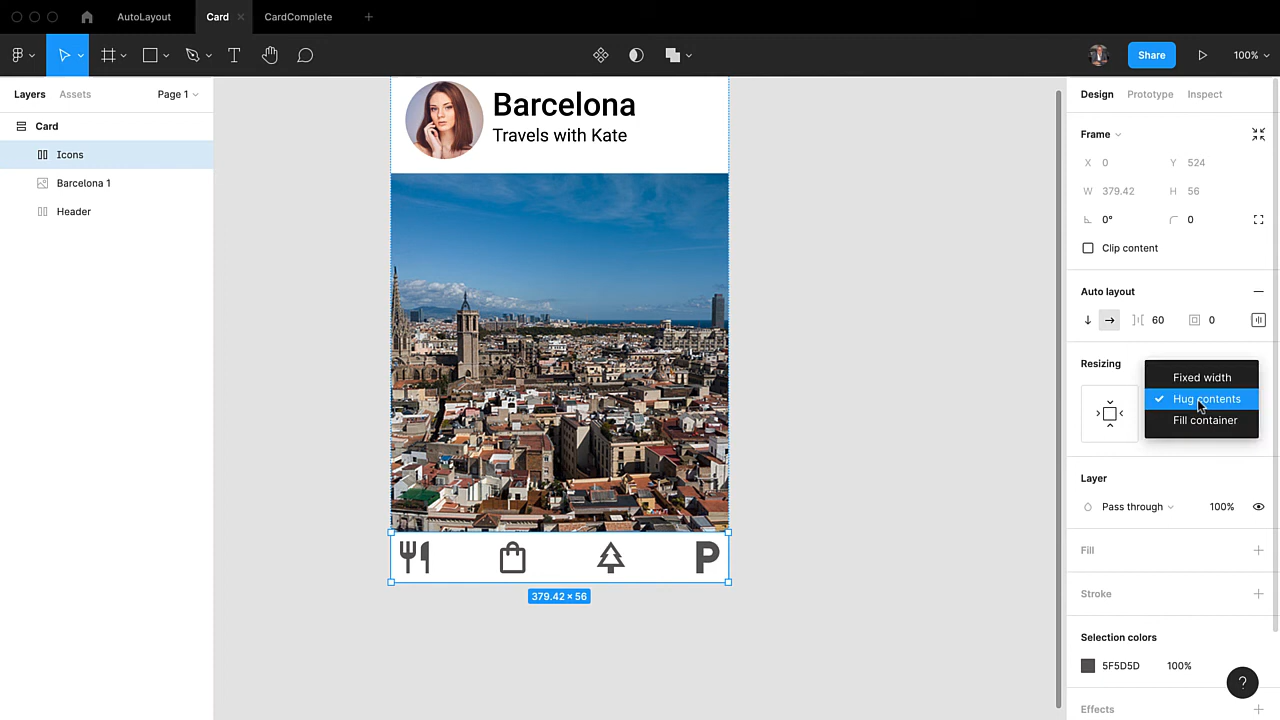 AutoLayout
Card
CardComplete
Share
100%
Layers
Assets
Page 1
Card
Icons
Barcelona 1
Header
Barcelona
Travels with Kate
P
379.42 × 56
Design
Prototype
Inspect
Frame
X 0
Y 524
W 379.42
H 56
0°
0
Clip content
Auto layout
60
0
Resizing
Fixed width
Hug contents
Fill container
Layer
Pass through
100%
Fill
Stroke
Selection colors
5F5D5D
100%
?
Effects